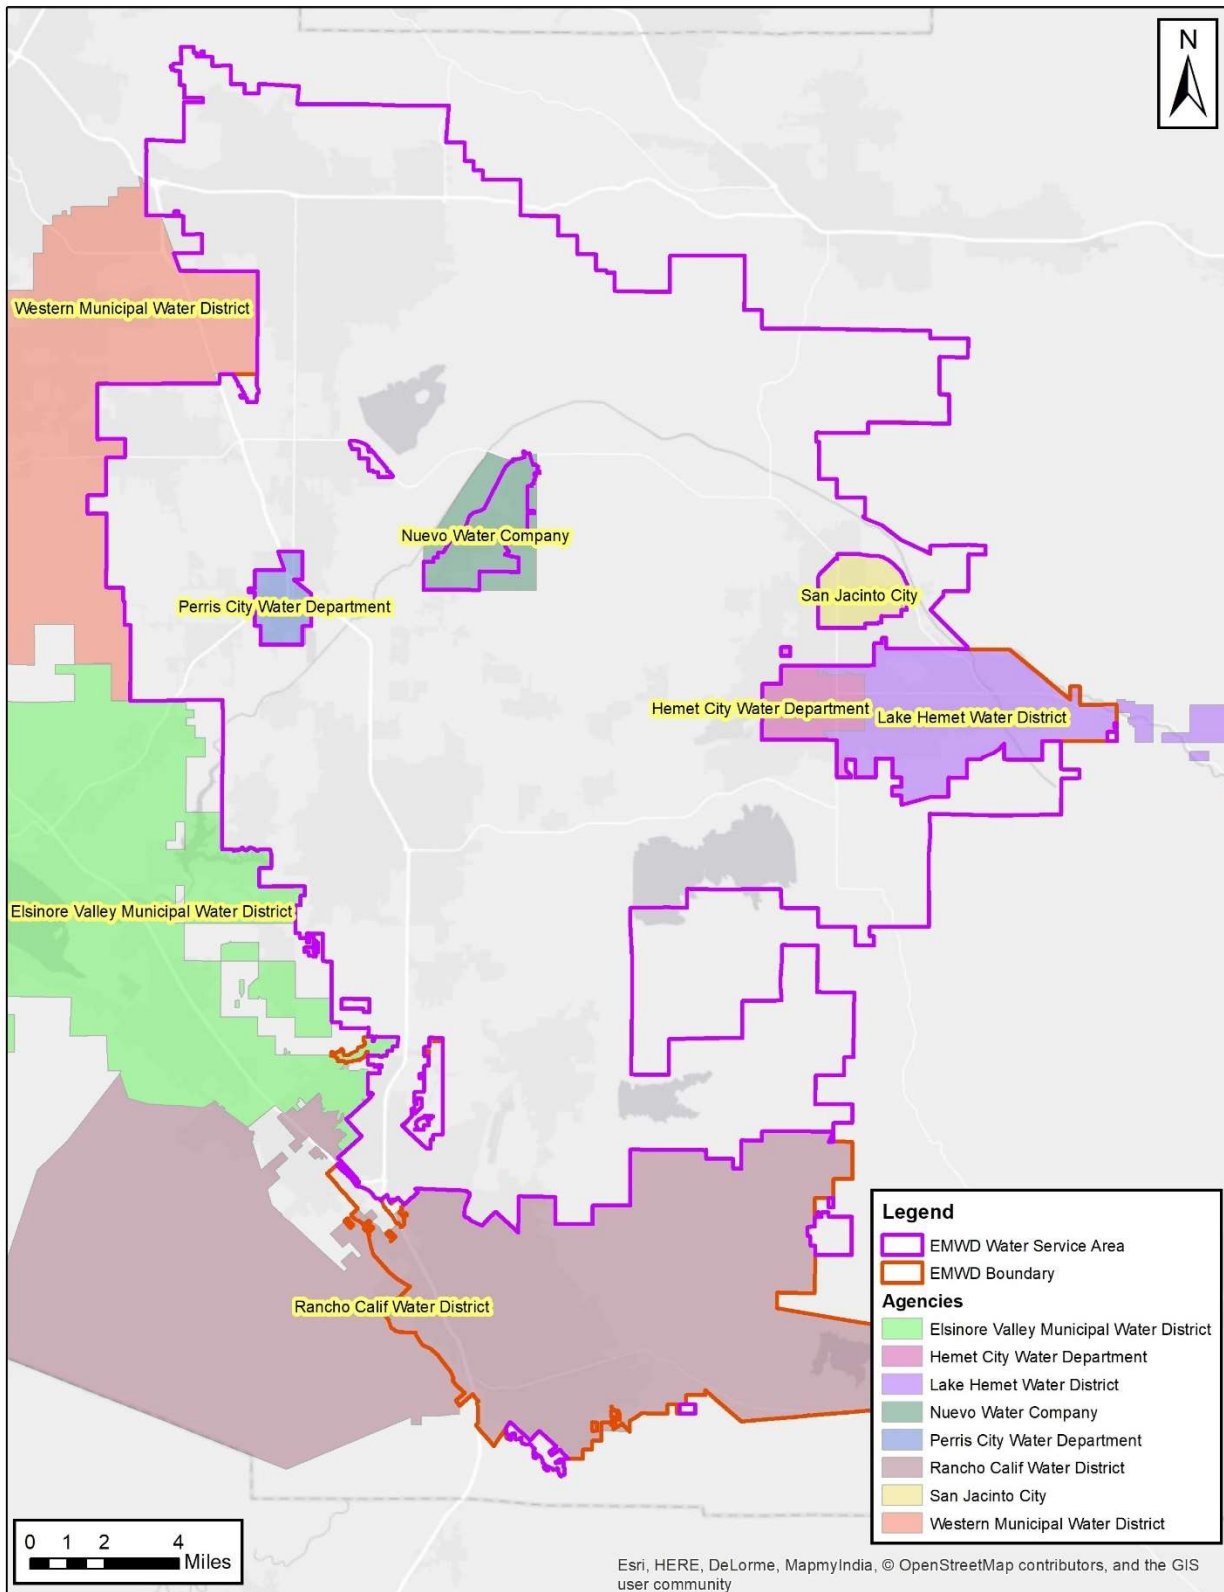 N
Western Municipal Water District
Nuevo Water Company
Perris City Water Department
San Jacinto City
Hemet City Water Department
Lake Hemet Water District
Elsinore Valley Municipal Water District
Rancho Calif Water District
Legend
EMWD Water Service Area
EMWD Boundary
Agencies
Elsinore Valley Municipal Water District
Hemet City Water Department
Lake Hemet Water District
Nuevo Water Company
Perris City Water Department
Rancho Calif Water District
San Jacinto City
Western Municipal Water District
0 1 2 4
Miles
Esri, HERE, DeLorme, MapmyIndia, © OpenStreetMap contributors, and the GIS
user community